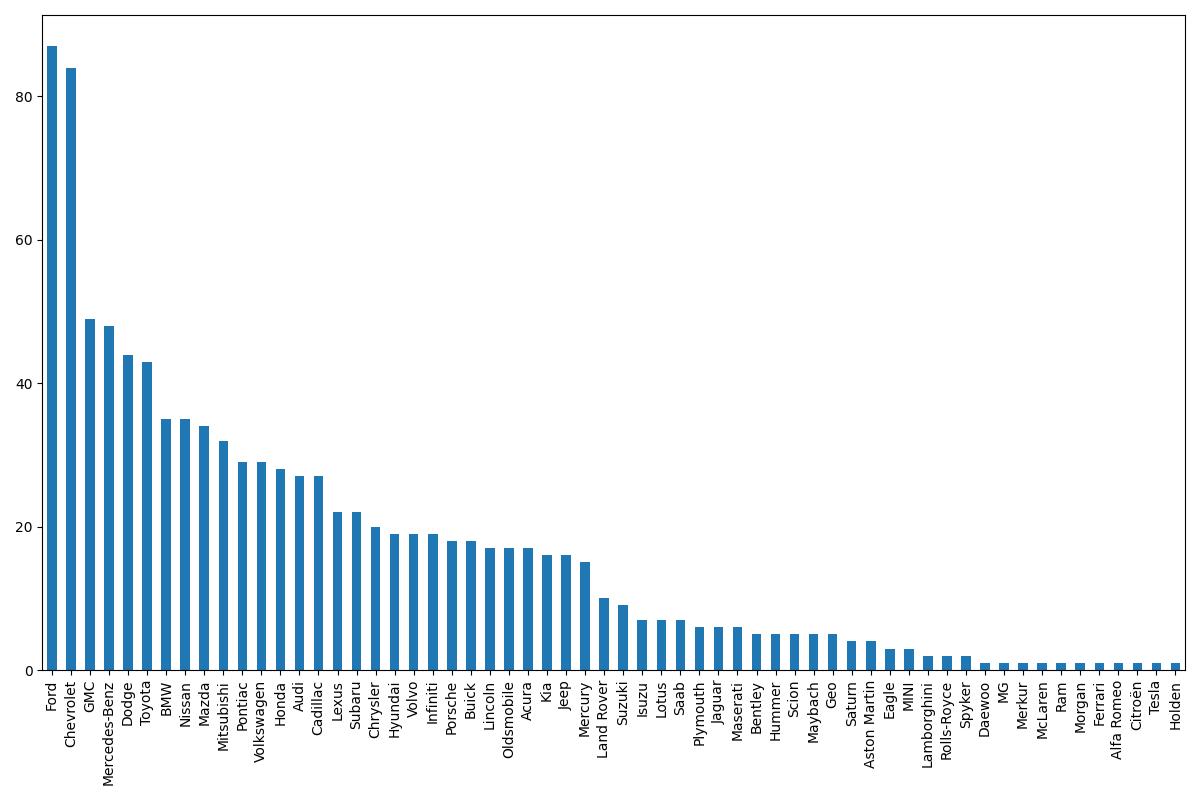 80
60
40
20
0
Ford
Chevrolet
GMC
Mercedes-Benz
Dodge
Toyota
BMW
Nissan
Mazda
Mitsubishi
Pontiac
Volkswagen
Honda
Audi
Cadillac
Lexus
Subaru
Chrysler
Hyundai
Volvo
Infiniti
Porsche
Buick
Lincoln
Oldsmobile
Acura
Kia
Jeep
Mercury
Land Rover
Suzuki
Isuzu
Lotus
Saab
Plymouth
Jaguar
Maserati
Bentley
Hummer
Scion
Maybach
Geo
Saturn
Aston Martin
Eagle
MINI
Lamborghini
Rolls-Royce
Spyker
Daewoo
MG
Merkur
McLaren
Ram
Morgan
Ferrari
Alfa Romeo
Citroën
Tesla
Holden